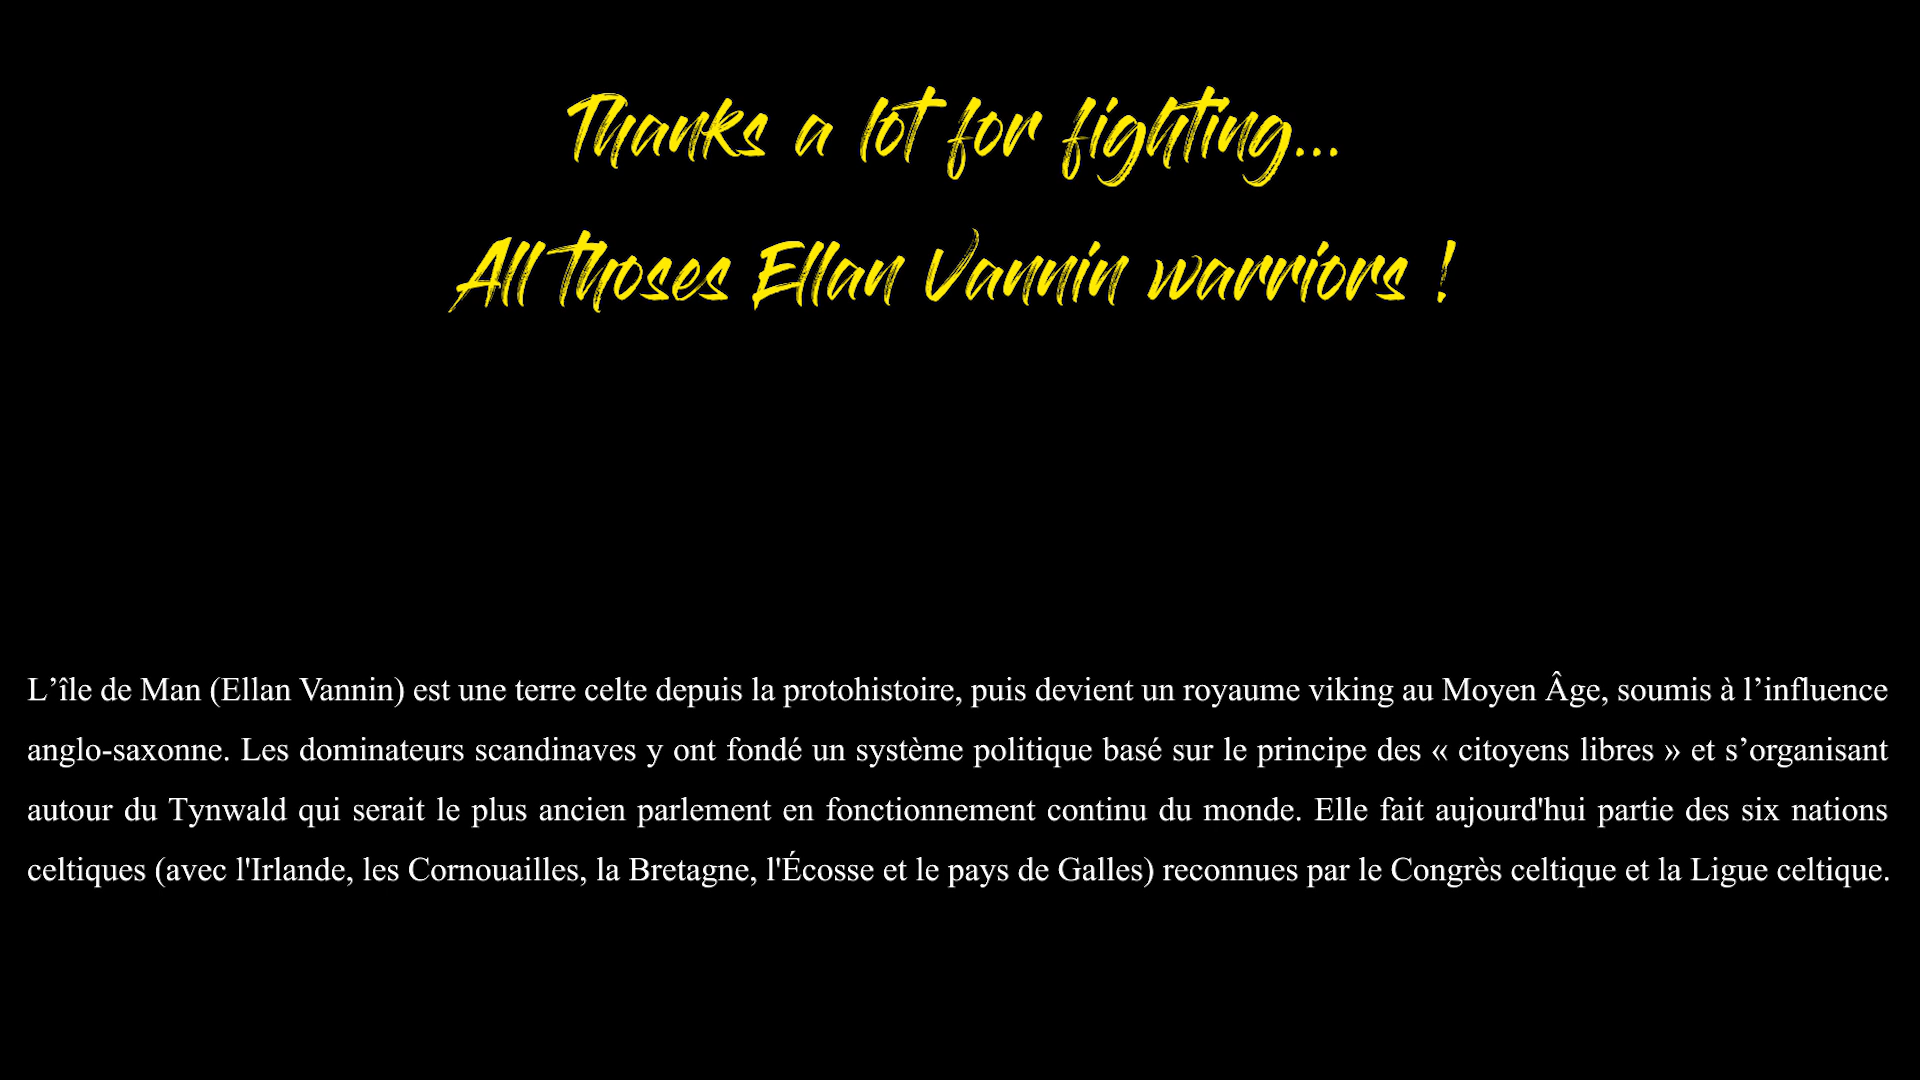 Thanks a lot for fighting...
All thoses Ellan Vannin warriors !
L’île de Man (Ellan Vannin) est une terre celte depuis la protohistoire, puis devient un royaume viking au Moyen Âge, soumis à l’influence
anglo-saxonne. Les dominateurs scandinaves y ont fondé un système politique basé sur le principe des « citoyens libres » et s’organisant
autour du Tynwald qui serait le plus ancien parlement en fonctionnement continu du monde. Elle fait aujourd'hui partie des six nations
celtiques (avec l'Irlande, les Cornouailles, la Bretagne, l'Écosse et le pays de Galles) reconnues par le Congrès celtique et la Ligue celtique.